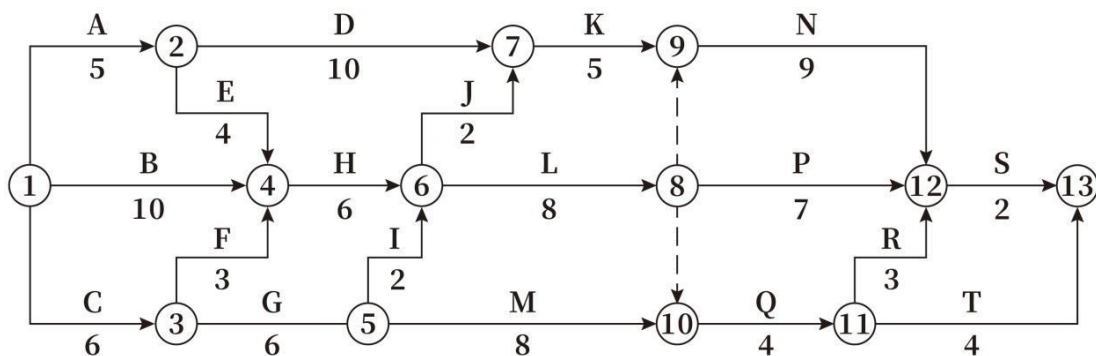 A D K N
② ⑦ ⑨
5 10 5 9
E J
4 2
B H L P S
① ④ ⑥ ⑧ ⑫ ⑬
10 6 8 7 2
F I R
3 2 3
C G M Q T
③ ⑤ ⑩ ⑪
6 6 8 4 4